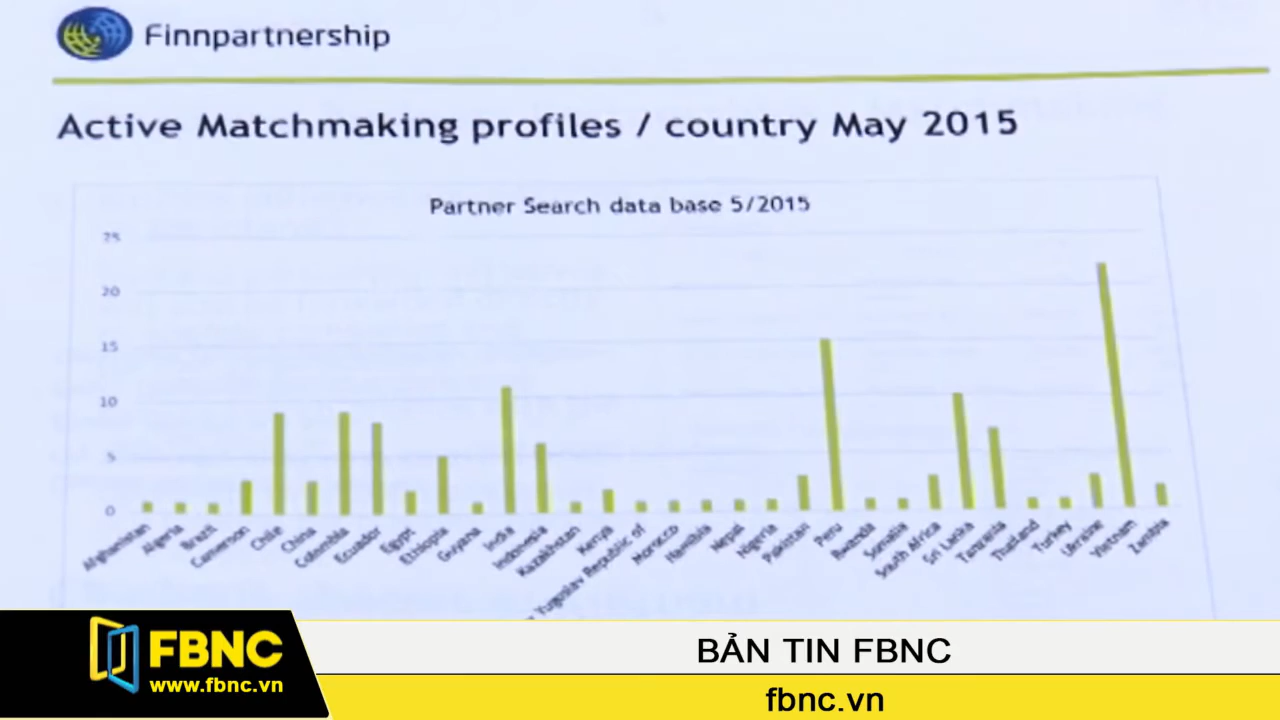 Finnpartnership
Active Matchmaking profiles / country May 2015
Partner Search data base 5/2015
25
20
15
10
5
0
Afghanistan
Algeria
Brazil
Cameroon
Chile
China
Colombia
Ecuador
Egypt
Ethiopia
Guyana
India
Indonesia
Kazakhstan
Kenya
Yugoslav Republic of
Morocco
Namibia
Nepal
Nigeria
Pakistan
Peru
Rwanda
Somalia
South Africa
Sri Lanka
Tanzania
Thailand
Turkey
Ukraine
Vietnam
Zambia
FBNC
www.fbnc.vn
BẢN TIN FBNC
fbnc.vn